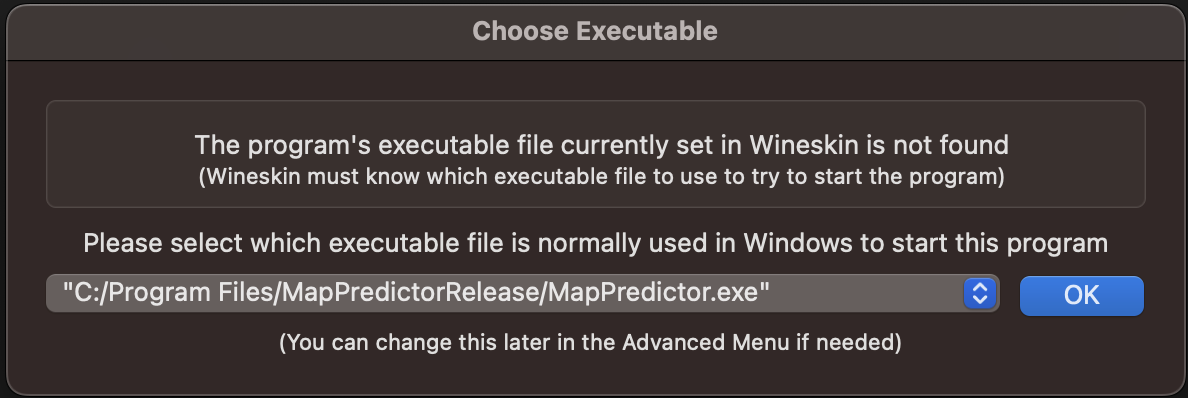 Choose Executable
The program's executable file currently set in Wineskin is not found
(Wineskin must know which executable file to use to try to start the program)
Please select which executable file is normally used in Windows to start this program
"C:/Program Files/MapPredictorRelease/MapPredictor.exe"
OK
(You can change this later in the Advanced Menu if needed)